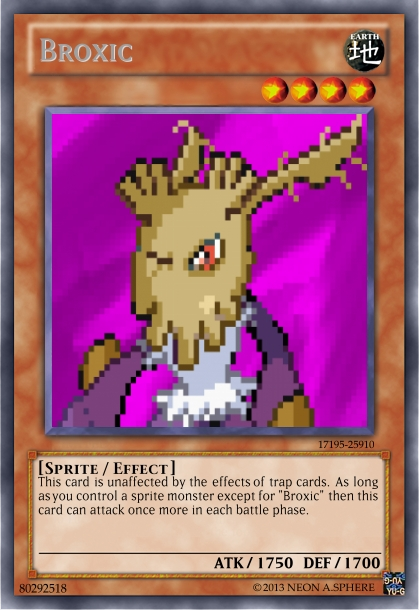 Broxic
EARTH
地
17195-25910
[Sprite / Effect]
This card is unaffected by the effects of trap cards. As long
as you control a sprite monster except for "Broxic" then this
card can attack once more in each battle phase.
ATK / 1750 DEF / 1700
80292518
©2013 NEON A.SPHERE
YU-G